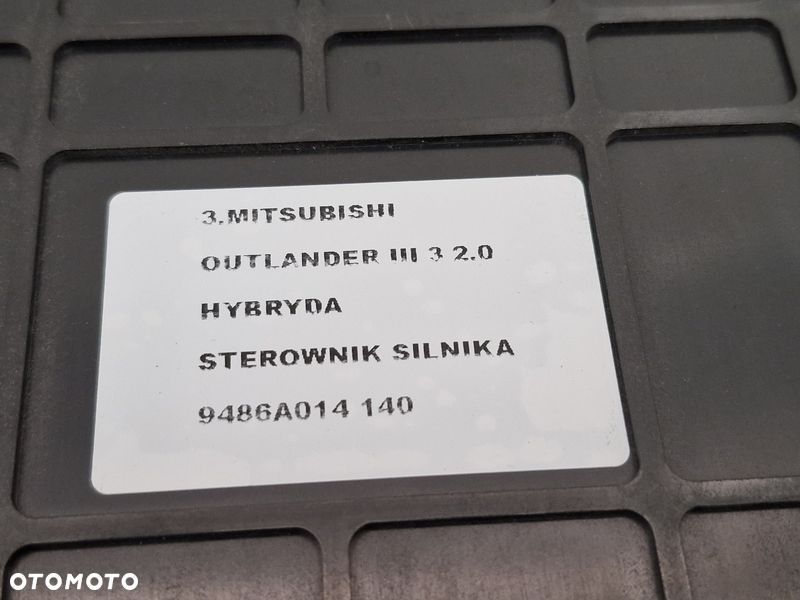 3.MITSUBISHI
OUTLANDER III 3 2.0
HYBRYDA
STEROWNIK SILNIKA
9486A014 140
OTOMOTO